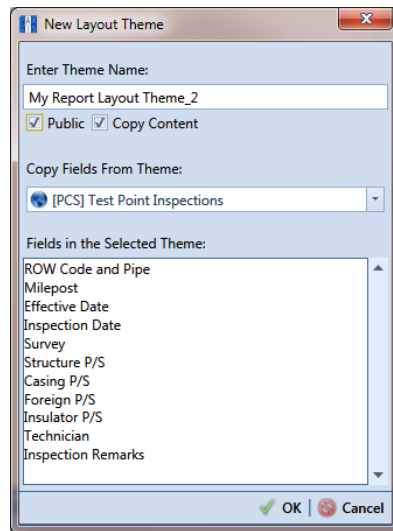 New Layout Theme
Enter Theme Name:
My Report Layout Theme_2
Public Copy Content
Copy Fields From Theme:
[PCS] Test Point Inspections
Fields in the Selected Theme:
ROW Code and Pipe
Milepost
Effective Date
Inspection Date
Survey
Structure P/S
Casing P/S
Foreign P/S
Insulator P/S
Technician
Inspection Remarks
OK | Cancel